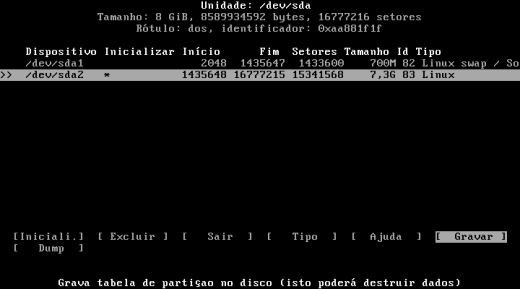 Unidade: /dev/sda
Tamanho: 8 GiB, 8589934592 bytes, 16777216 setores
Rótulo: dos, identificador: 0xaa881f1f
Dispositivo Inicializar Início Fim Setores Tamanho Id Tipo
/dev/sda1 2048 1435647 1433600 700M 82 Linux swap / So
>> /dev/sda2 * 1435648 16777215 15341568 7,3G 83 Linux
[Iniciali.] [ Excluir ] [ Sair ] [ Tipo ] [ Ajuda ] [ Gravar ]
[ Dump ]
Grava tabela de partiçao no disco (isto poderá destruir dados)